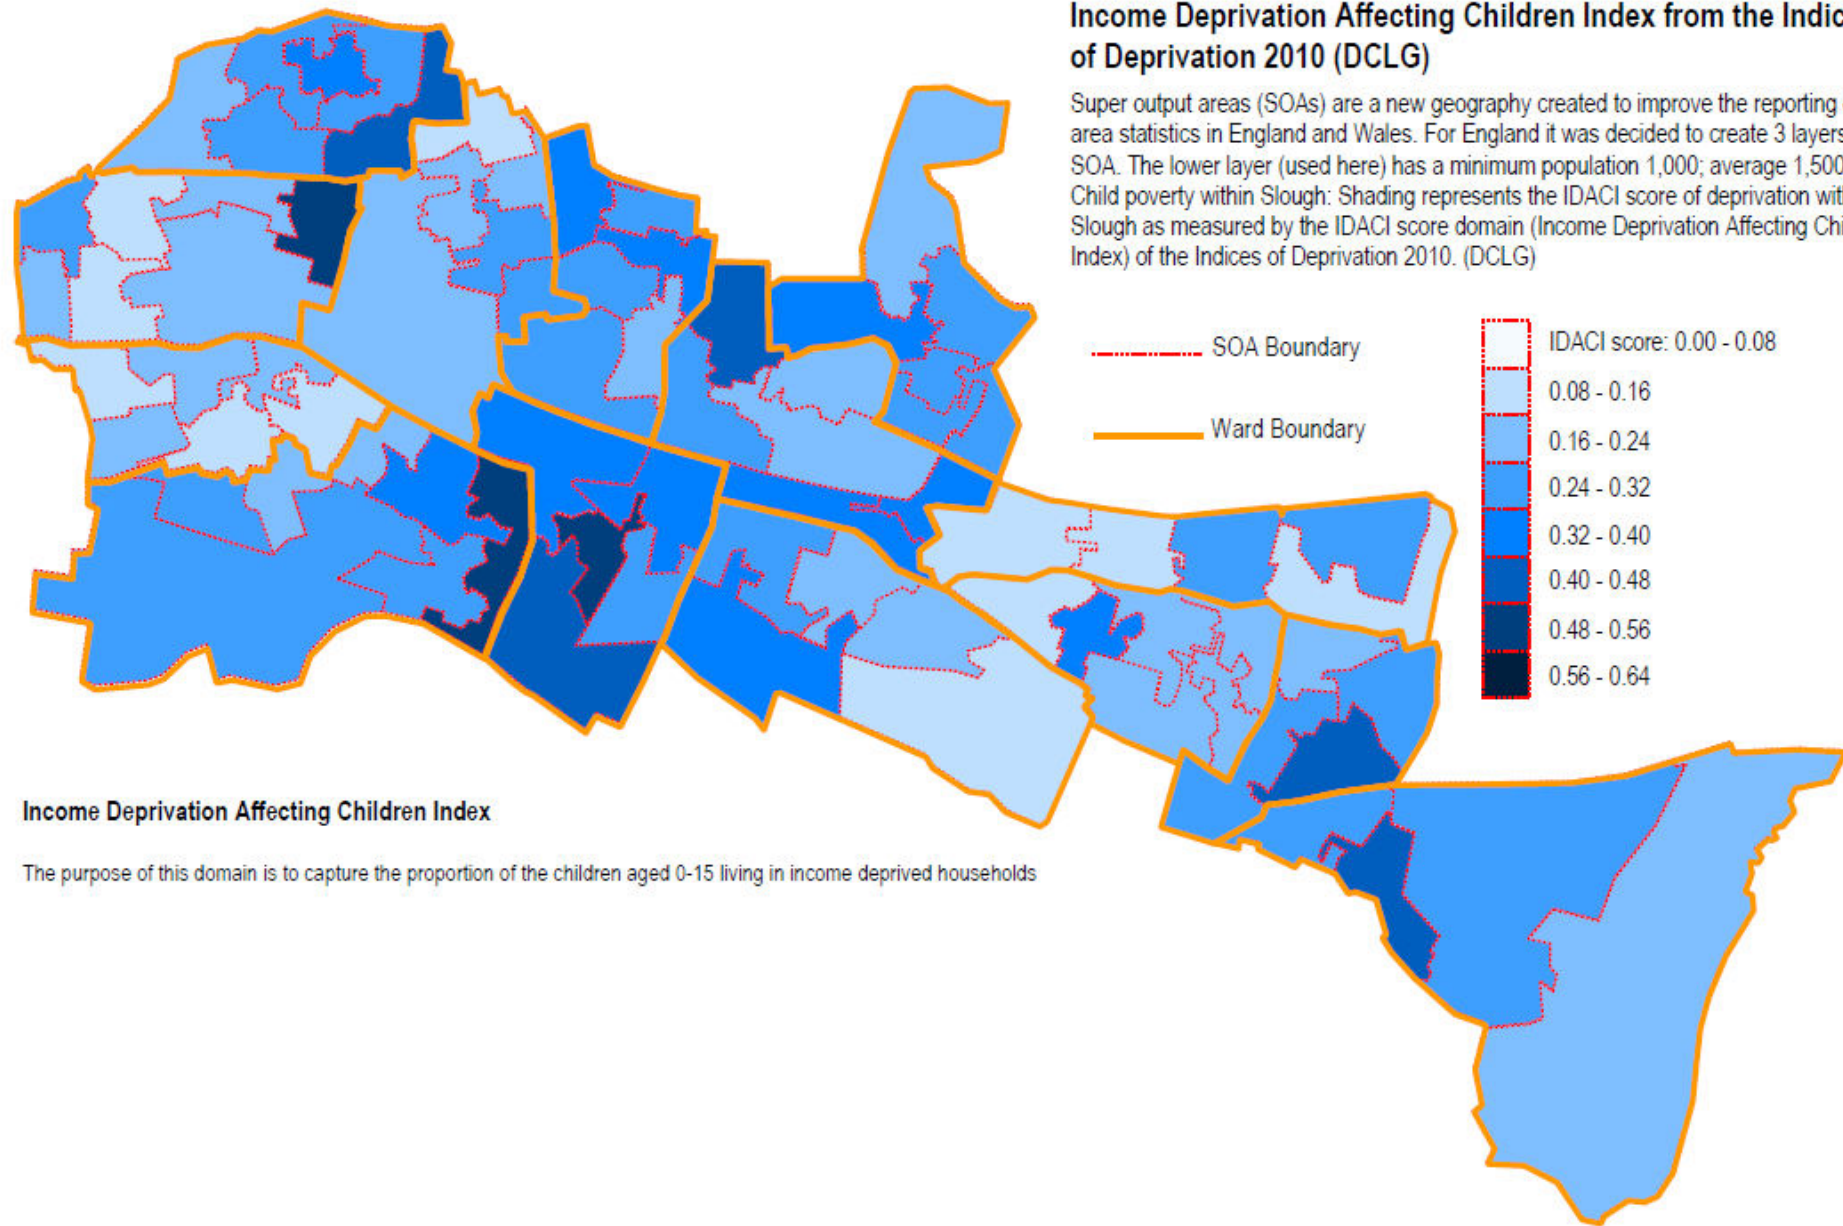 Income Deprivation Affecting Children Index from the Indic
of Deprivation 2010 (DCLG)
Super output areas (SOAs) are a new geography created to improve the reporting
area statistics in England and Wales. For England it was decided to create 3 layers
SOA. The lower layer (used here) has a minimum population 1,000; average 1,500
Child poverty within Slough: Shading represents the IDACI score of deprivation wit
Slough as measured by the IDACI score domain (Income Deprivation Affecting Chi
Index) of the Indices of Deprivation 2010. (DCLG)
SOA Boundary
Ward Boundary
IDACI score: 0.00 - 0.08
0.08 - 0.16
0.16 - 0.24
0.24 - 0.32
0.32 - 0.40
0.40 - 0.48
0.48 - 0.56
0.56 - 0.64
Income Deprivation Affecting Children Index
The purpose of this domain is to capture the proportion of the children aged 0-15 living in income deprived households